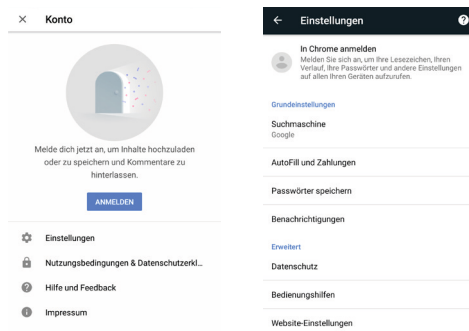 Konto
Melde dich jetzt an, um Inhalte hochzuladen
oder zu speichern und Kommentare zu
hinterlassen.
ANMELDEN
Einstellungen
Nutzungsbedingungen & Datenschutzerkl...
Hilfe und Feedback
Impressum
Einstellungen
In Chrome anmelden
Melden Sie sich an, um Ihre Lesezeichen, Ihren
Verlauf, Ihre Passwörter und andere Einstellungen
auf allen Ihren Geräten aufzurufen.
Grundeinstellungen
Suchmaschine
Google
AutoFill und Zahlungen
Passwörter speichern
Benachrichtigungen
Erweitert
Datenschutz
Bedienungshilfen
Website-Einstellungen